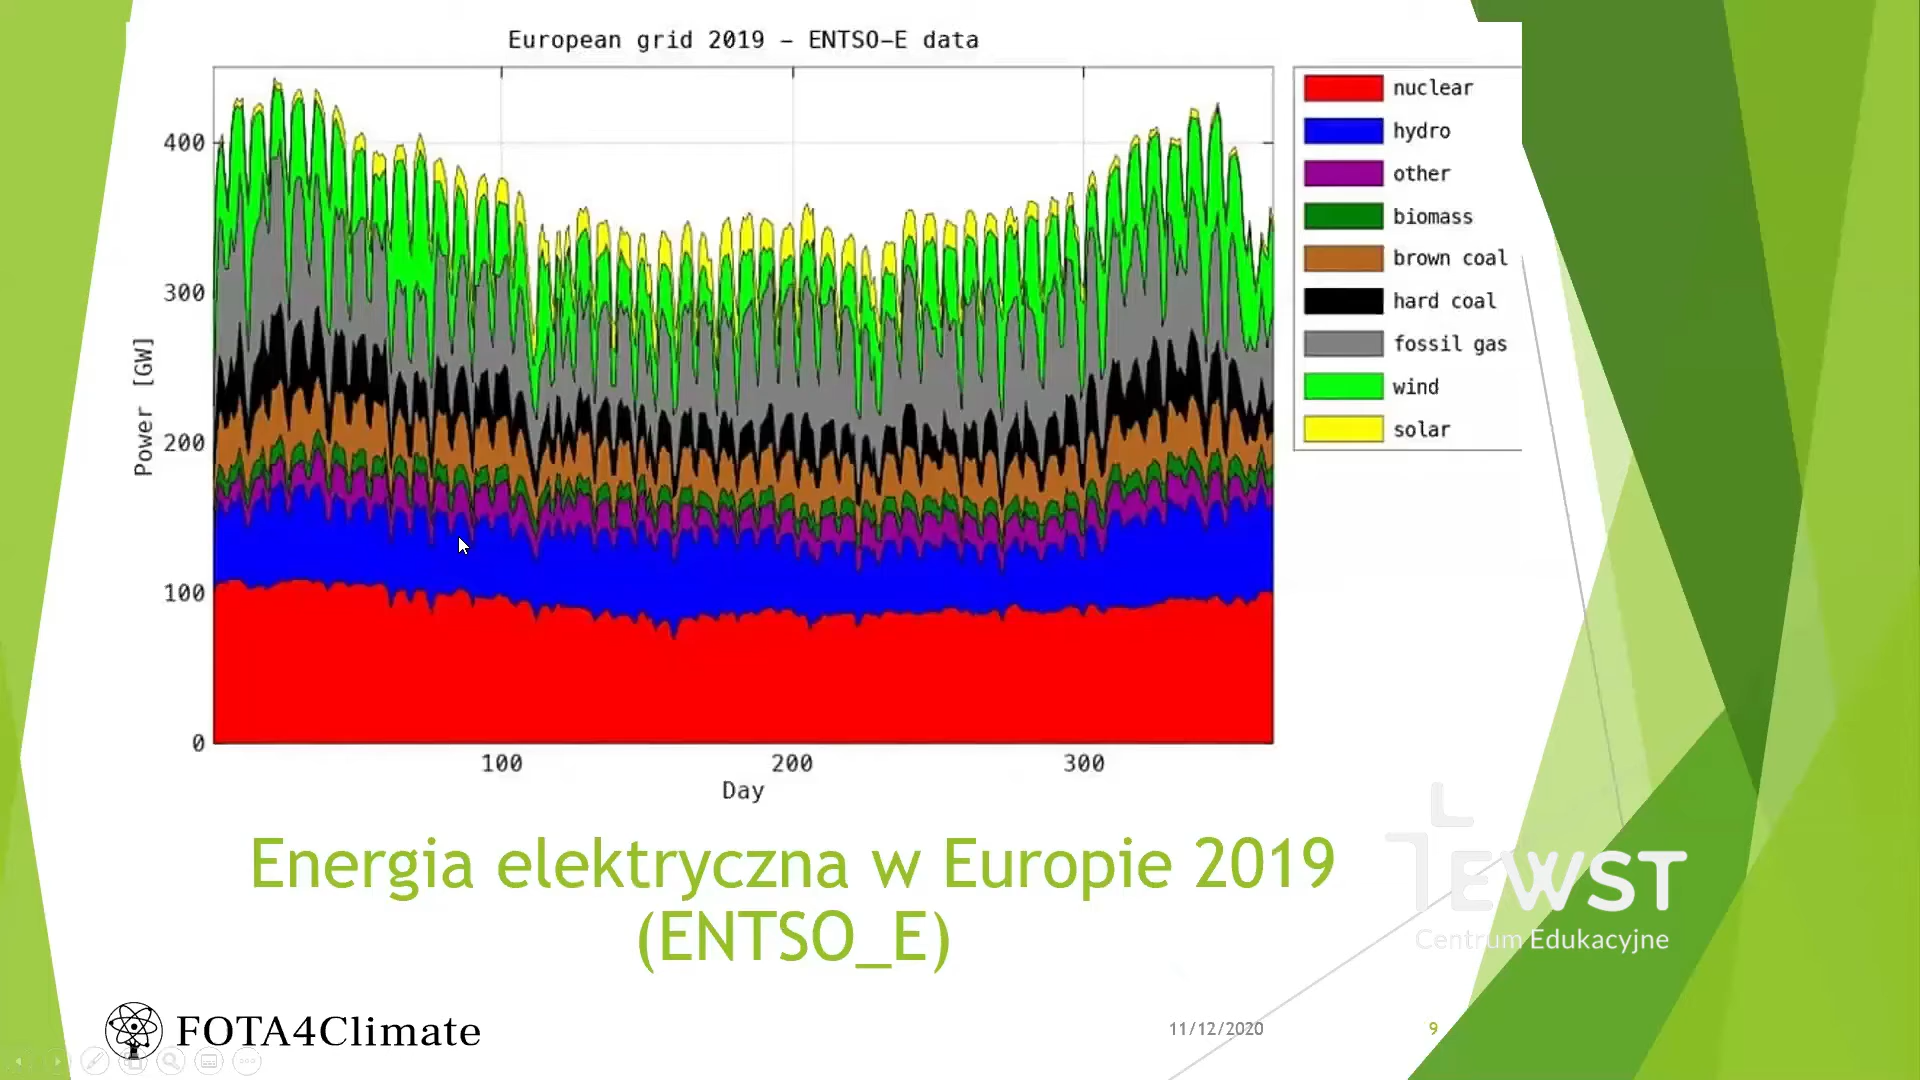 European grid 2019 - ENTSO-E data
nuclear
hydro
other
biomass
brown coal
hard coal
fossil gas
wind
solar
Power [GW]
400
300
200
100
0
100
200
300
Day
Energia elektryczna w Europie 2019
(ENTSO_E)
EWST
Centrum Edukacyjne
FOTA4Climate
11/12/2020
9